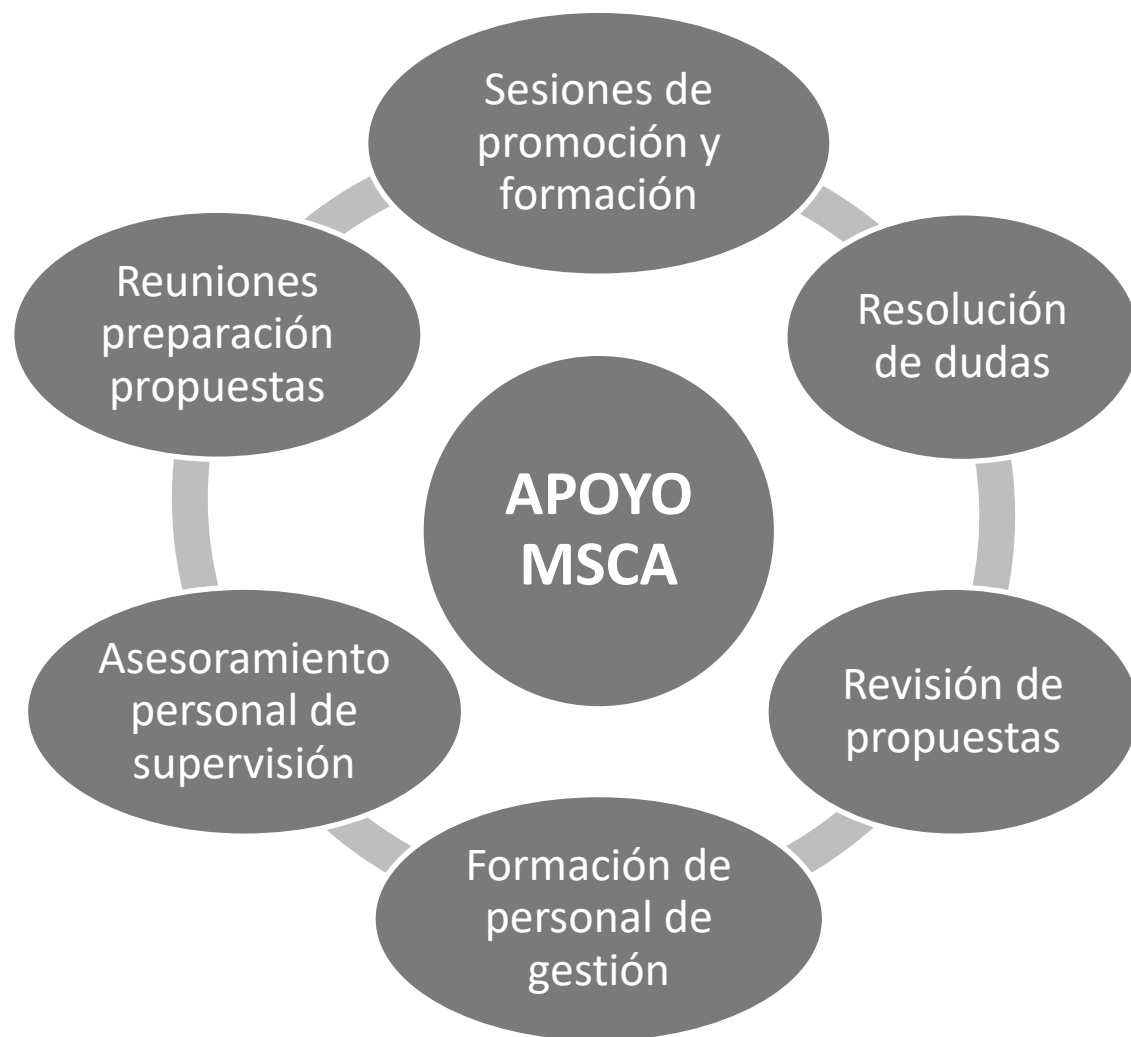 Sesiones de
promoción y
formación
Resolución
de dudas
Revisión de
propuestas
Formación de
personal de
gestión
Asesoramiento
personal de
supervisión
Reuniones
preparación
propuestas
APOYO
MSCA